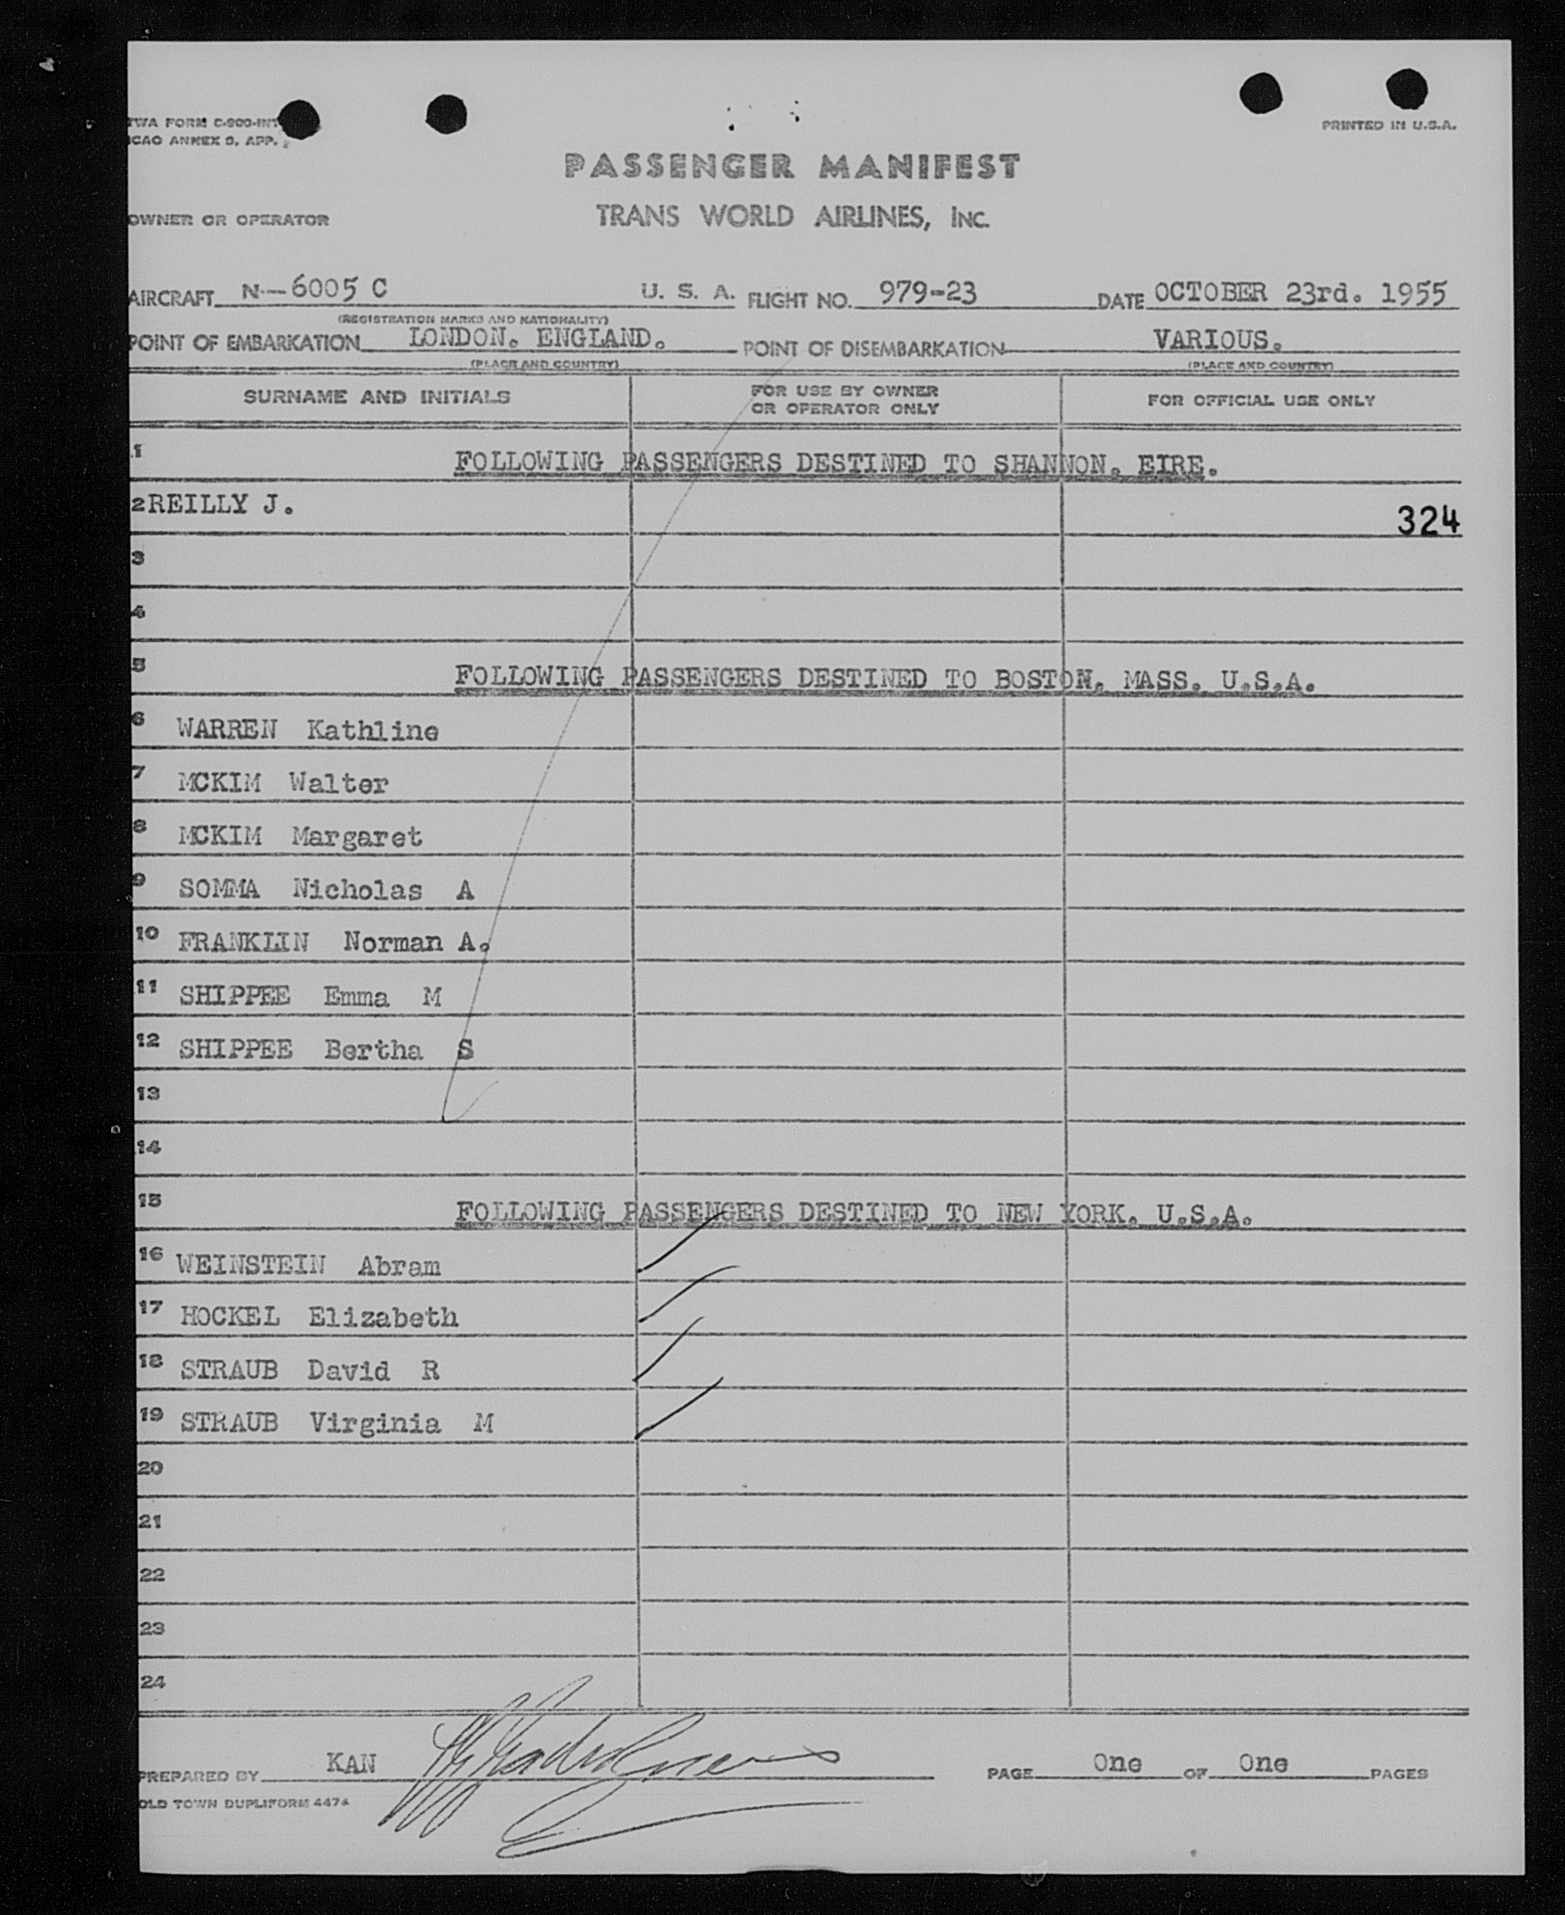 TWA FORM C-900-INT
ICAO ANNEX 9, APP.
PRINTED IN U.S.A.
PASSENGER MANIFEST
OWNER OR OPERATOR
TRANS WORLD AIRLINES, INC.
AIRCRAFT N-6005 C U. S. A. FLIGHT NO. 979-23 DATE OCTOBER 23rd. 1955
(REGISTRATION MARKS AND NATIONALITY)
POINT OF EMBARKATION LONDON. ENGLAND. POINT OF DISEMBARKATION VARIOUS.
(PLACE AND COUNTRY) (PLACE AND COUNTRY)
SURNAME AND INITIALS FOR USE BY OWNER OR OPERATOR ONLY FOR OFFICIAL USE ONLY
1 FOLLOWING PASSENGERS DESTINED TO SHANNON. EIRE.
2 REILLY J. 324
3
4
5 FOLLOWING PASSENGERS DESTINED TO BOSTON. MASS. U.S.A.
6 WARREN Kathline
7 MCKIM Walter
8 MCKIM Margaret
9 SOMMA Nicholas A
10 FRANKLIN Norman A.
11 SHIPPEE Emma M
12 SHIPPEE Bertha S
13
14
15 FOLLOWING PASSENGERS DESTINED TO NEW YORK. U.S.A.
16 WEINSTEIN Abram
17 HOCKEL Elizabeth
18 STRAUB David R
19 STRAUB Virginia M
20
21
22
23
24
PREPARED BY KAN PAGE One OF One PAGES
OLD TOWN DUPLIFORM 4474